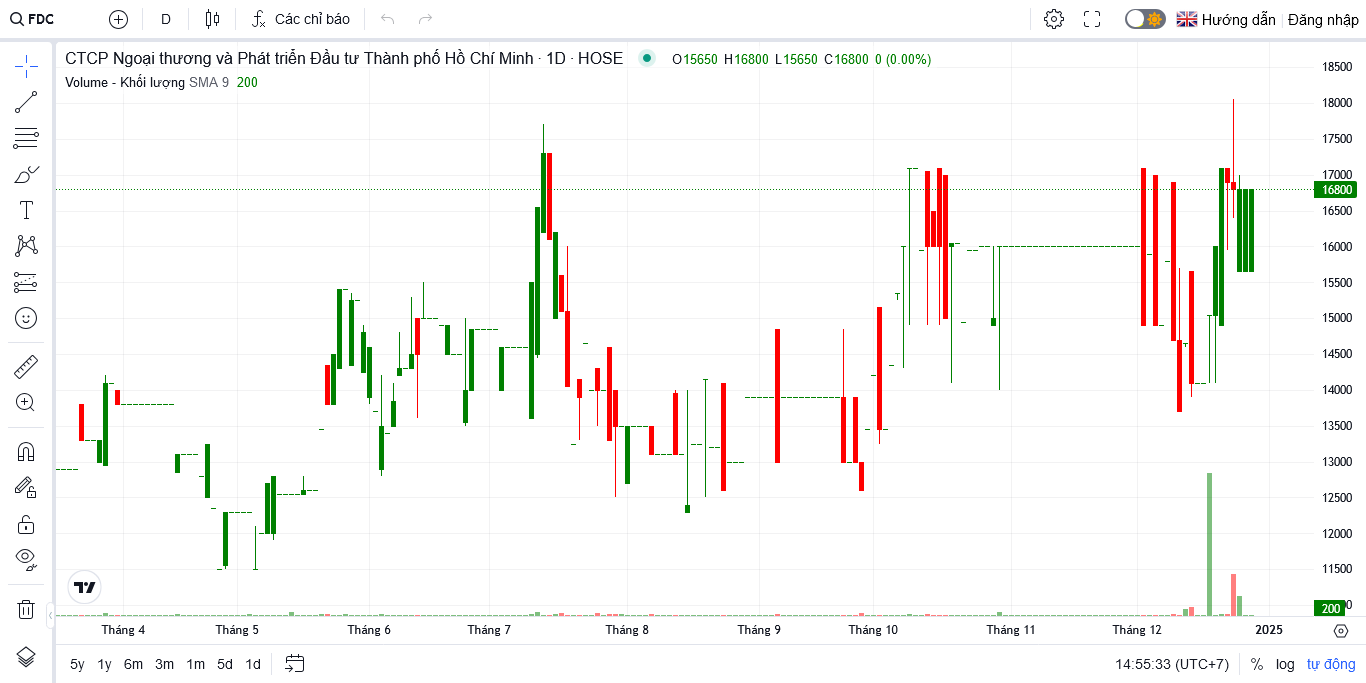 FDC
D
Các chỉ báo
Hướng dẫn
Đăng nhập
CTCP Ngoại thương và Phát triển Đầu tư Thành phố Hồ Chí Minh · 1D · HOSE
O15650 H16800 L15650 C16800 0 (0.00%)
Volume - Khối lượng SMA 9 200
18500
18000
17500
17000
16800
16500
16000
15500
15000
14500
14000
13500
13000
12500
12000
11500
200
Tháng 4 Tháng 5 Tháng 6 Tháng 7 Tháng 8 Tháng 9 Tháng 10 Tháng 11 Tháng 12 2025
5y 1y 6m 3m 1m 5d 1d
14:55:33 (UTC+7) % log tự động